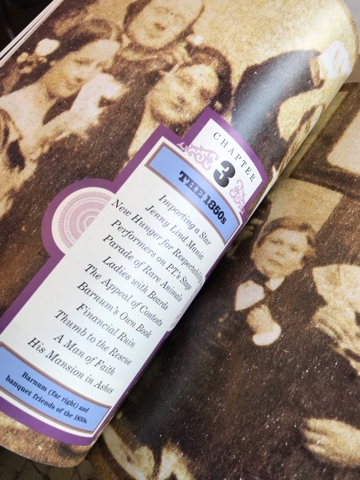 CHAPTER
3
THE 1850s
Importing a Star
Jenny Lind Mania
New Hunger for Respectability
Performers on P.T.'s Stage
Parade of Rare Animals
Ladies with Beards
The Appeal of Contests
Barnum's Own Book
Financial Ruin
Thumb to the Rescue
A Man of Faith
His Mansion in Ashes
Barnum (far right) and
banquet friends of the 1850s.